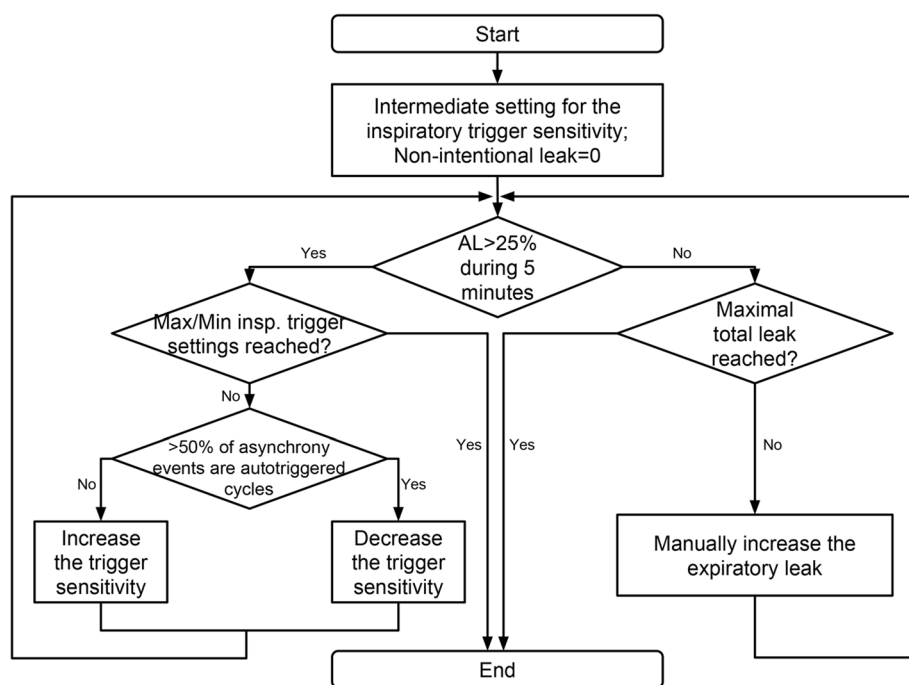 Start
Intermediate setting for the
inspiratory trigger sensitivity;
Non-intentional leak=0
AL>25%
during 5
minutes
Yes
No
Max/Min insp. trigger
settings reached?
Maximal
total leak
reached?
No
Yes
Yes
No
>50% of asynchrony
events are autotriggered
cycles
No
Yes
Increase
the trigger
sensitivity
Decrease
the trigger
sensitivity
Manually increase the
expiratory leak
End